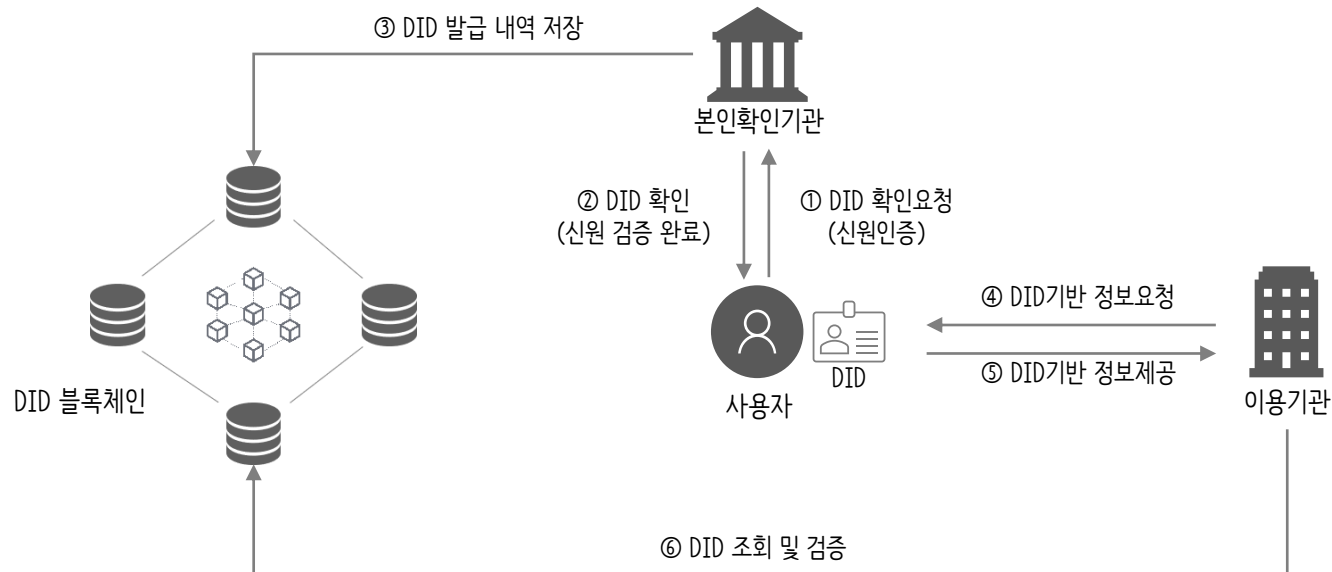 ③ DID 발급 내역 저장
본인확인기관
② DID 확인
(신원 검증 완료)
① DID 확인요청
(신원인증)
④ DID기반 정보요청
⑤ DID기반 정보제공
DID
사용자
이용기관
DID 블록체인
⑥ DID 조회 및 검증